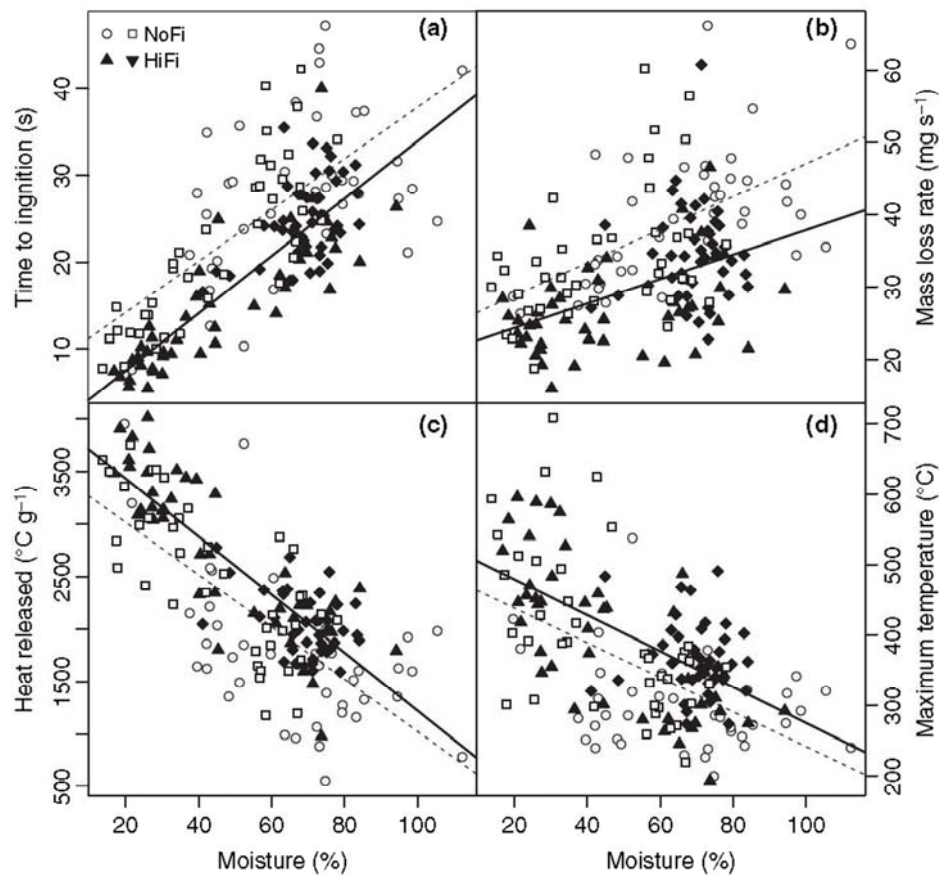 (a)
(b)
NoFi
HiFi
Time to ingnition (s)
40
30
20
10
Mass loss rate (mg s⁻¹)
60
50
40
30
20
(c)
(d)
Heat released (°C g⁻¹)
3500
2500
1500
500
Maximum temperature (°C)
700
600
500
400
300
200
20 40 60 80 100
20 40 60 80 100
Moisture (%)
Moisture (%)